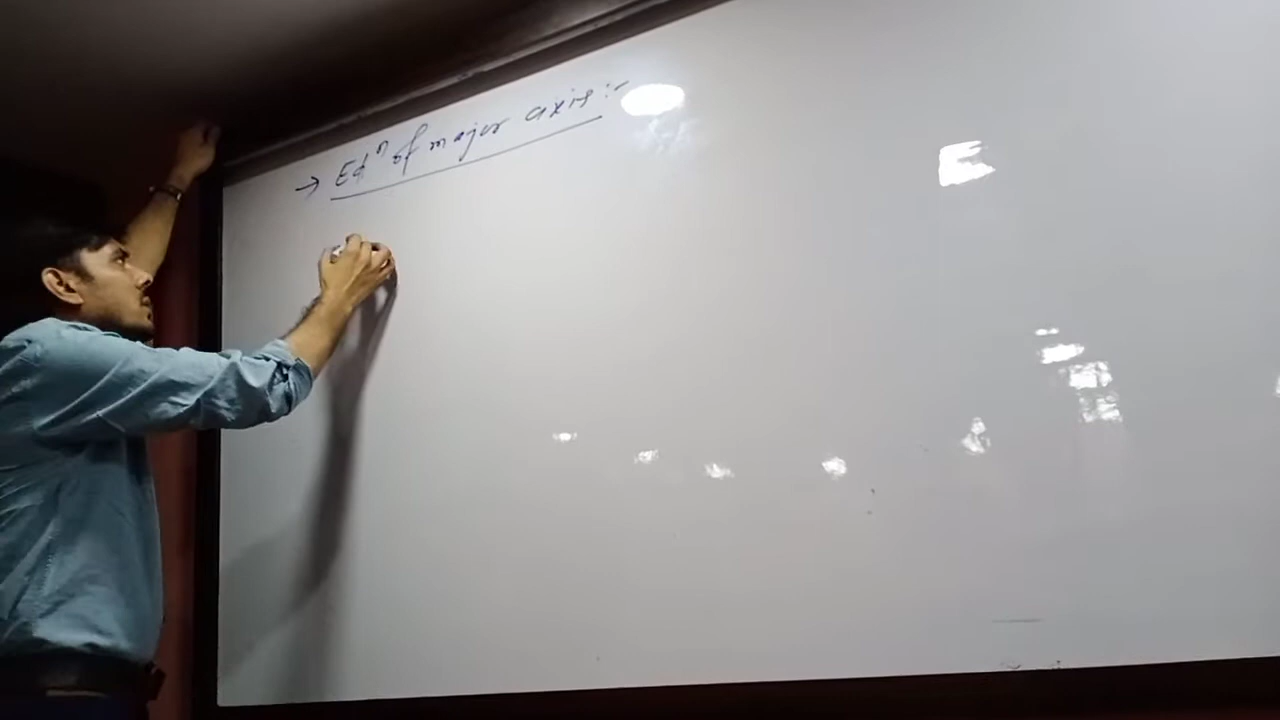 → Eqⁿ of major axis :-